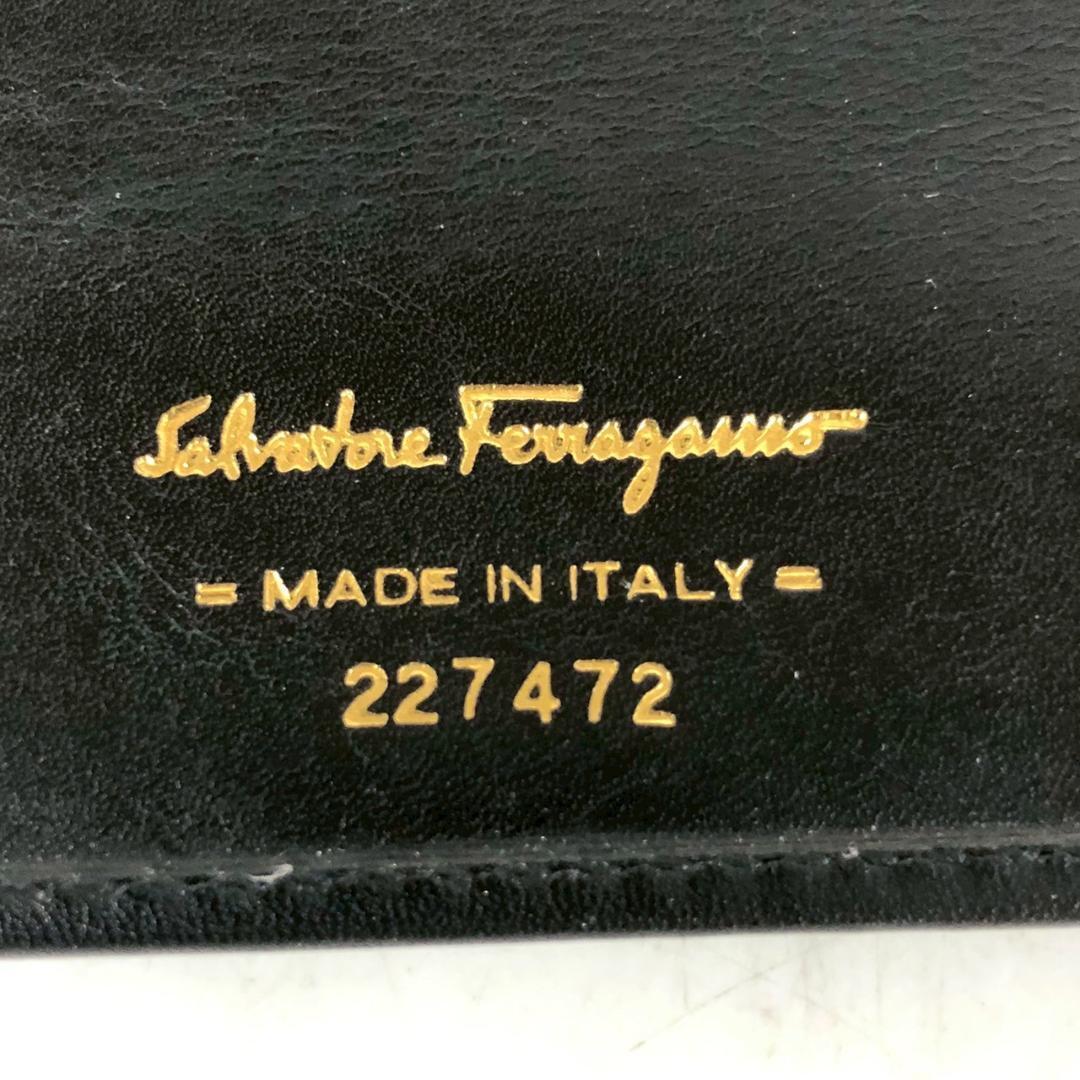 Salvatore Ferragamo
= MADE IN ITALY =
227472